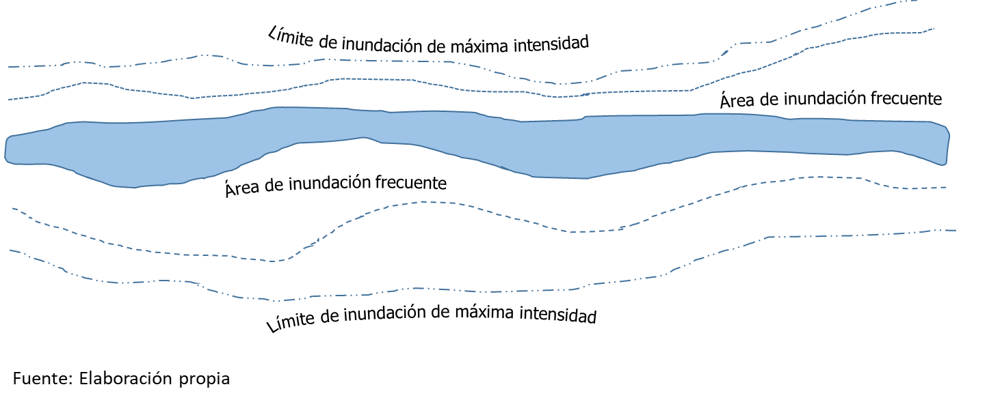 Límite de inundación de máxima intensidad
Área de inundación frecuente
Área de inundación frecuente
Límite de inundación de máxima intensidad
Fuente: Elaboración propia